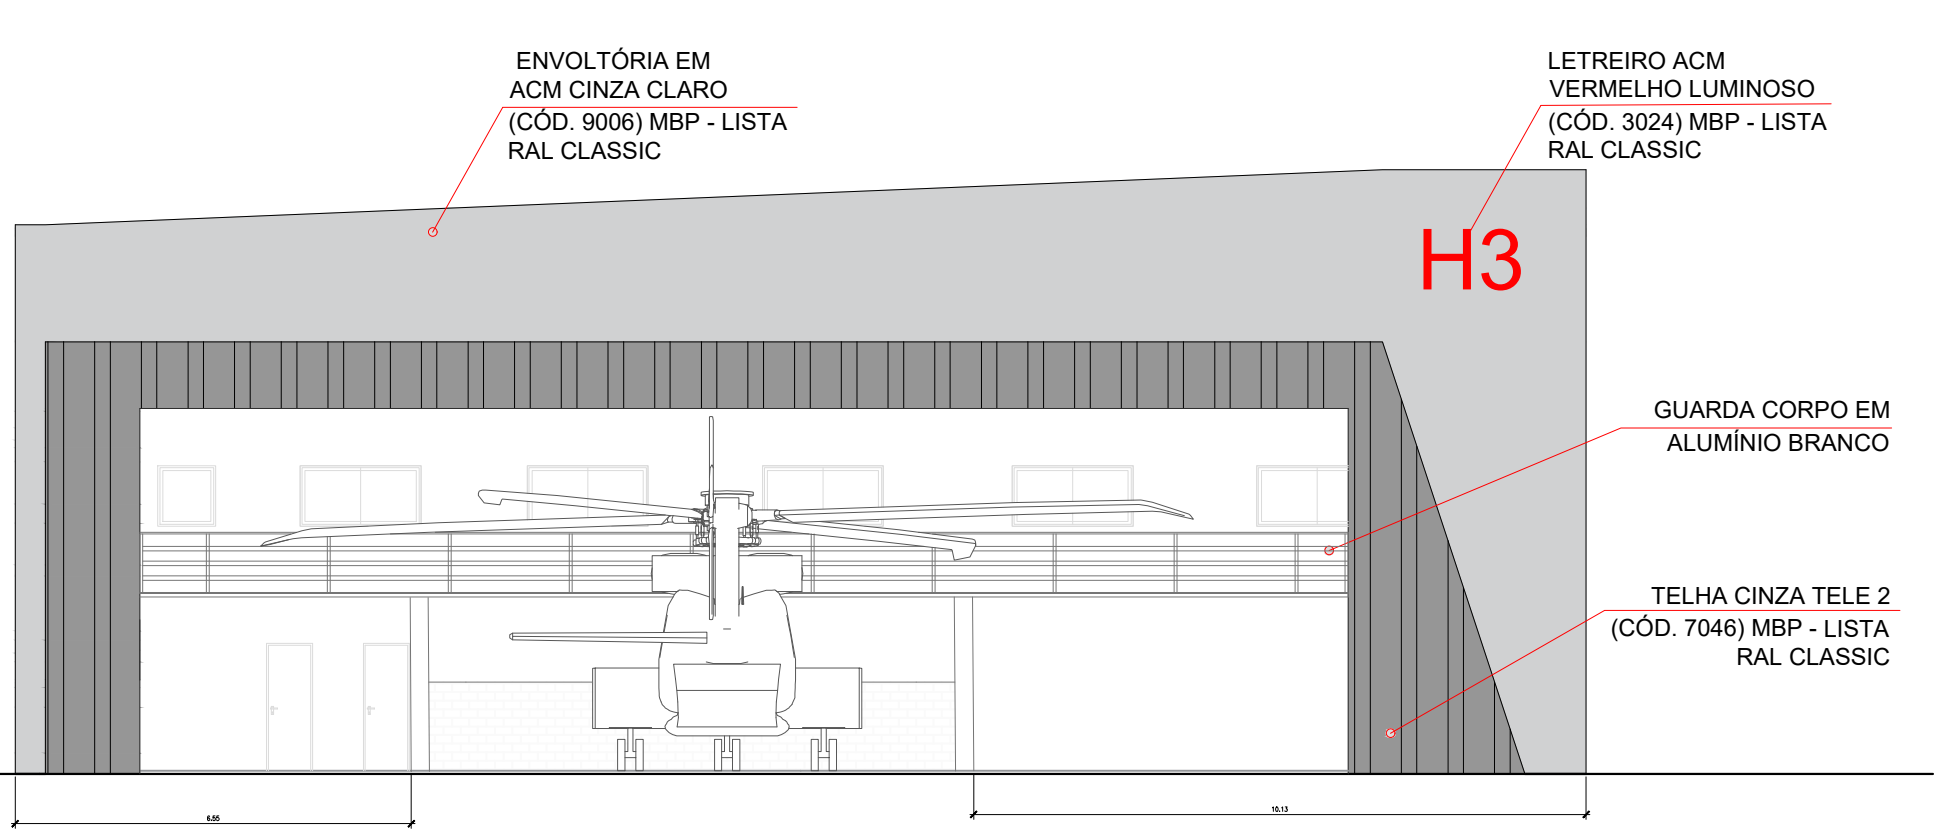 ENVOLTÓRIA EM
ACM CINZA CLARO
(CÓD. 9006) MBP - LISTA
RAL CLASSIC
LETREIRO ACM
VERMELHO LUMINOSO
(CÓD. 3024) MBP - LISTA
RAL CLASSIC
H3
GUARDA CORPO EM
ALUMÍNIO BRANCO
TELHA CINZA TELE 2
(CÓD. 7046) MBP - LISTA
RAL CLASSIC
6.55
10.13